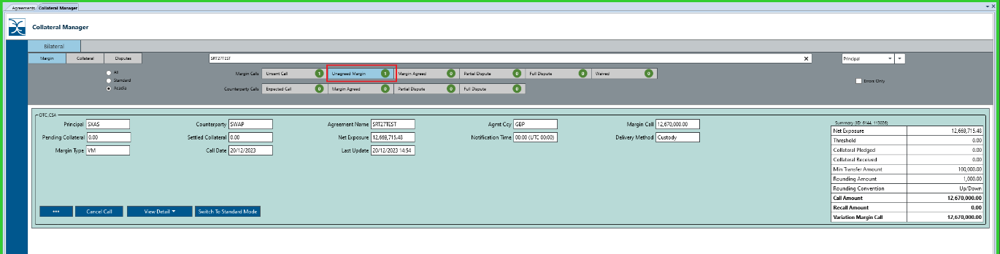 Agreements Collateral Manager
Collateral Manager
Bilateral
Margin Collateral Disputes SRT27TEST Principal
All
Standard
Acadia
Margin Calls Unsent Call 1 Unagreed Margin 1 Margin Agreed 0 Partial Dispute 0 Full Dispute 0 Waived 0
Errors Only
Counterparty Calls Expected Call 0 Margin Agreed 0 Partial Dispute 0 Full Dispute 0
OTC_CSA
Principal SXAS Counterparty SWAP Agreement Name SRT27TEST Agmt Ccy GBP Margin Call 12,670,000.00
Pending Collateral 0.00 Settled Collateral 0.00 Net Exposure 12,669,715.48 Notification Time 00:00 (UTC 00:00) Delivery Method Custody
Margin Type VM Call Date 20/12/2023 Last Update 20/12/2023 14:54
Summary (ID: 6144, 113026)
Net Exposure 12,669,715.48
Threshold 0.00
Collateral Pledged 0.00
Collateral Received 0.00
Min Transfer Amount 100,000.00
Rounding Amount 1,000.00
Rounding Convention Up/Down
Call Amount 12,670,000.00
Recall Amount 0.00
Variation Margin Call 12,670,000.00
••• Cancel Call View Detail Switch To Standard Mode